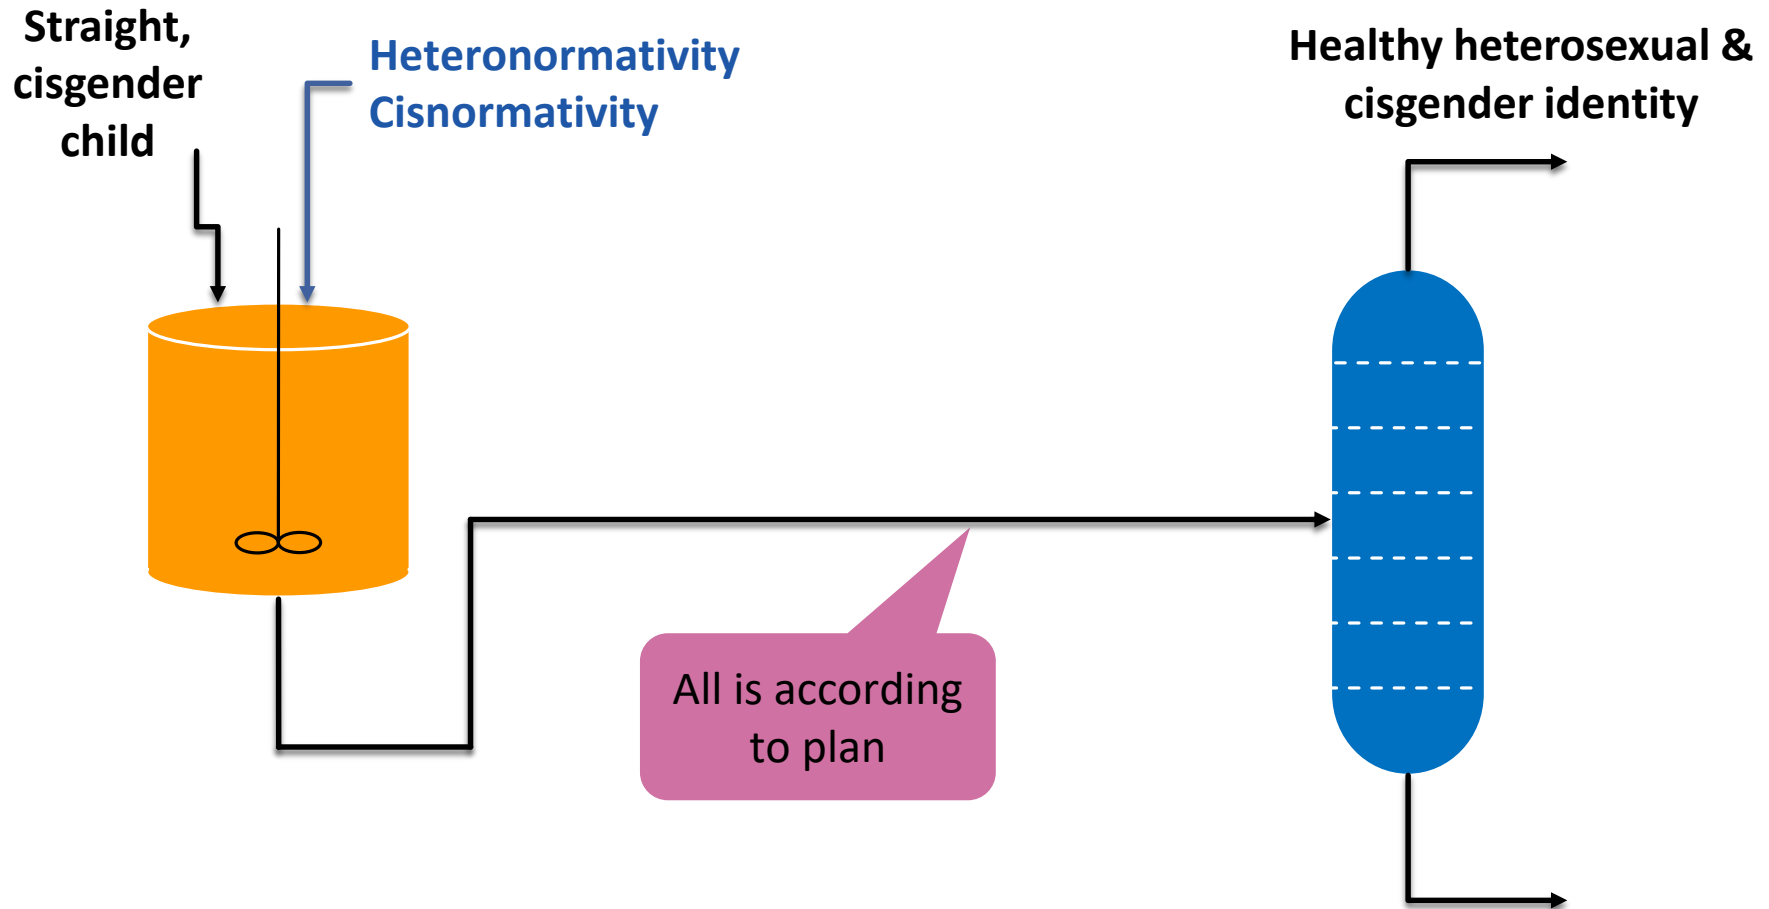 Straight,
cisgender
child
Heteronormativity
Cisnormativity
Healthy heterosexual &
cisgender identity
All is according
to plan